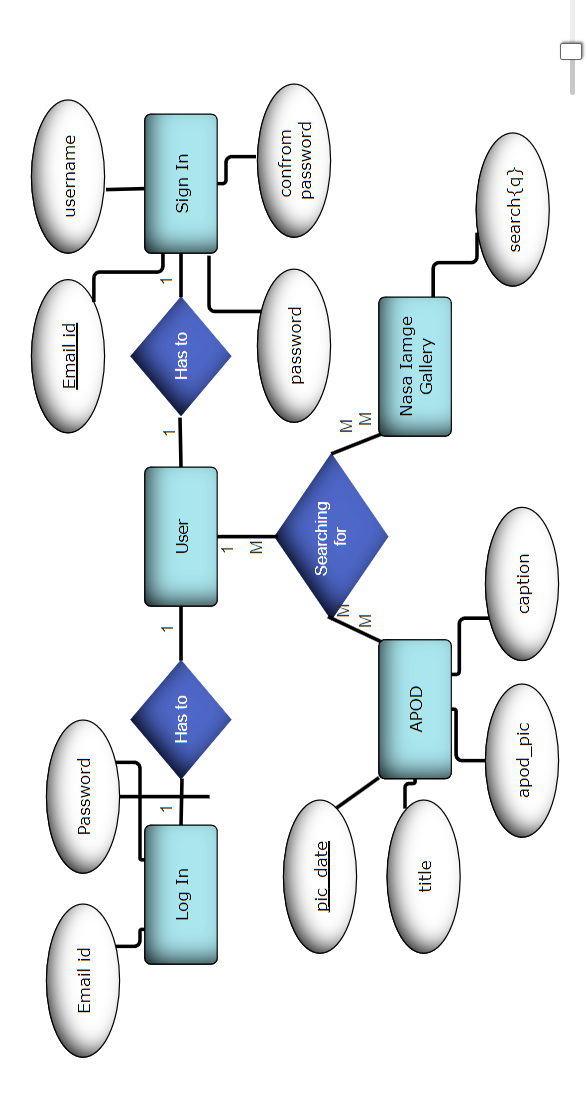 Email id
Password
Email id
username
Log In
1
Has to
1
User
1
Has to
1
Sign In
1
M
password
confrom
password
pic_date
Searching
for
M
M
M
M
title
APOD
Nasa Iamge
Gallery
apod_pic
caption
search{q}